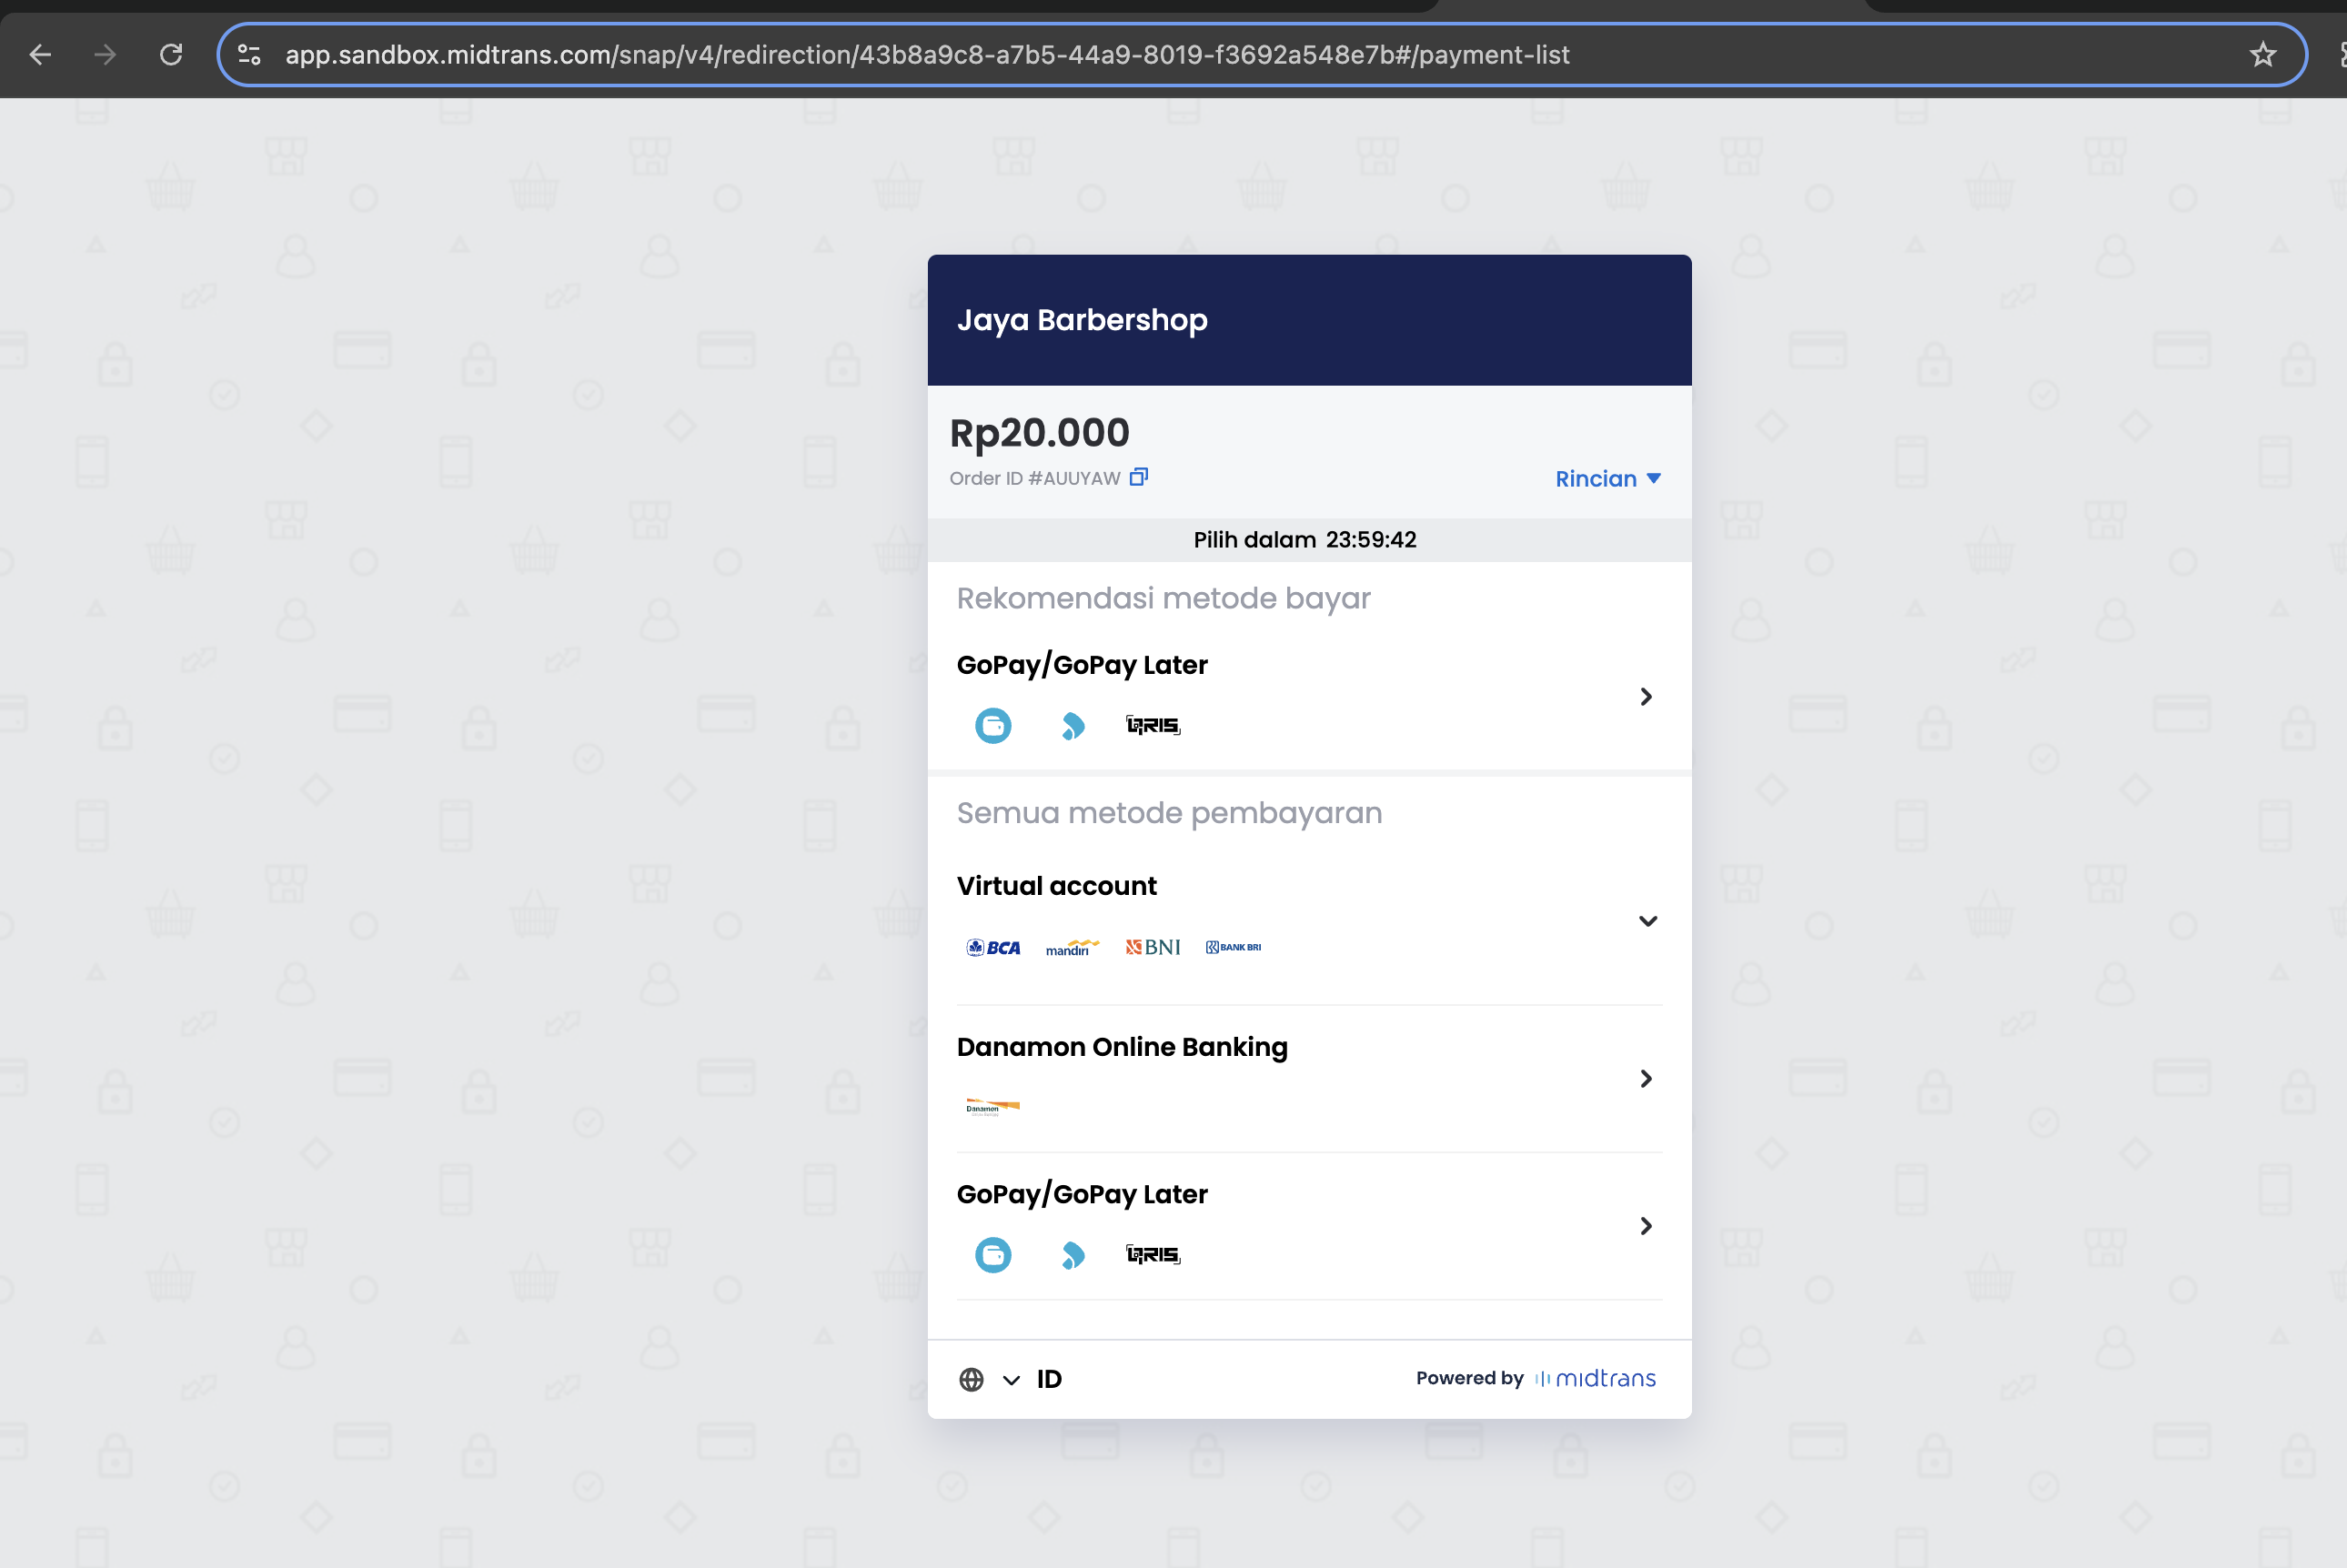 app.sandbox.midtrans.com/snap/v4/redirection/43b8a9c8-a7b5-44a9-8019-f3692a548e7b#/payment-list
Jaya Barbershop
Rp20.000
Order ID #AUUYAW
Rincian
Pilih dalam 23:59:42
Rekomendasi metode bayar
GoPay/GoPay Later
QRIS
Semua metode pembayaran
Virtual account
BCA mandiri BNI BANK BRI
Danamon Online Banking
Danamon
GoPay/GoPay Later
QRIS
ID Powered by midtrans